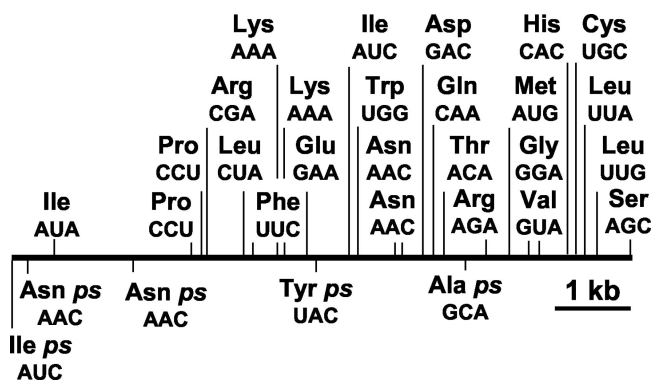 Lys Ile Asp His Cys
AAA AUC GAC CAC UGC
Arg Lys Trp Gln Met Leu
CGA AAA UGG CAA AUG UUA
Pro Leu Glu Asn Thr Gly Leu
CCU CUA GAA AAC ACA GGA UUG
Ile Pro Phe Asn Arg Val Ser
AUA CCU UUC AAC AGA GUA AGC
Asn ps Asn ps Tyr ps Ala ps 1 kb
AAC AAC UAC GCA
Ile ps
AUC